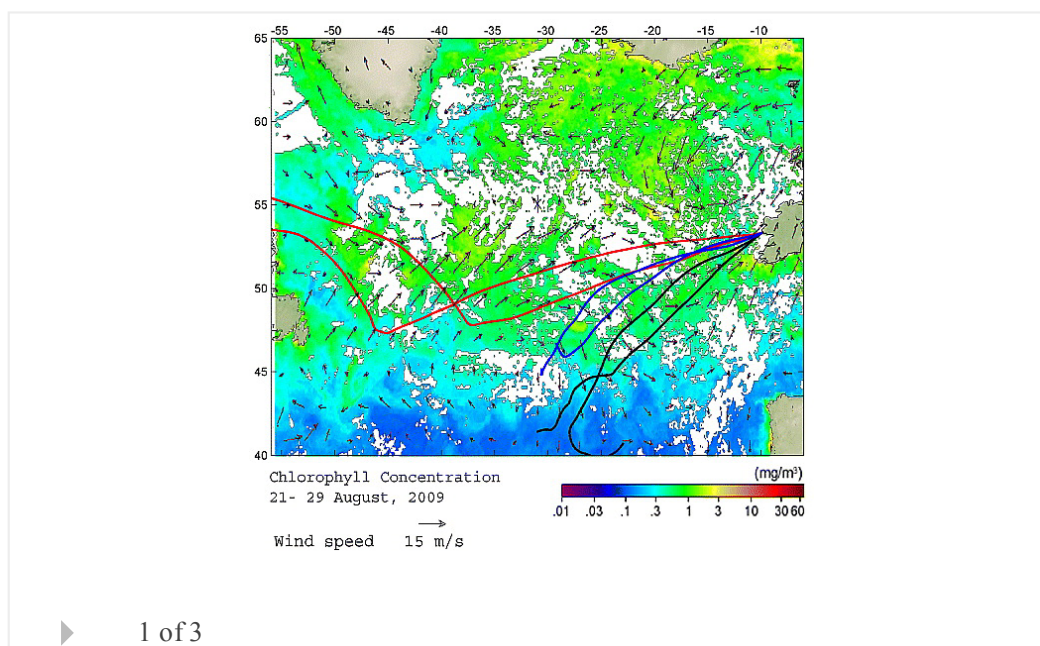 -55 -50 -45 -40 -35 -30 -25 -20 -15 -10
65
60
55
50
45
40
Chlorophyll Concentration
21- 29 August, 2009
(mg/m³)
.01 .03 .1 .3 1 3 10 30 60
Wind speed 15 m/s
1 of 3